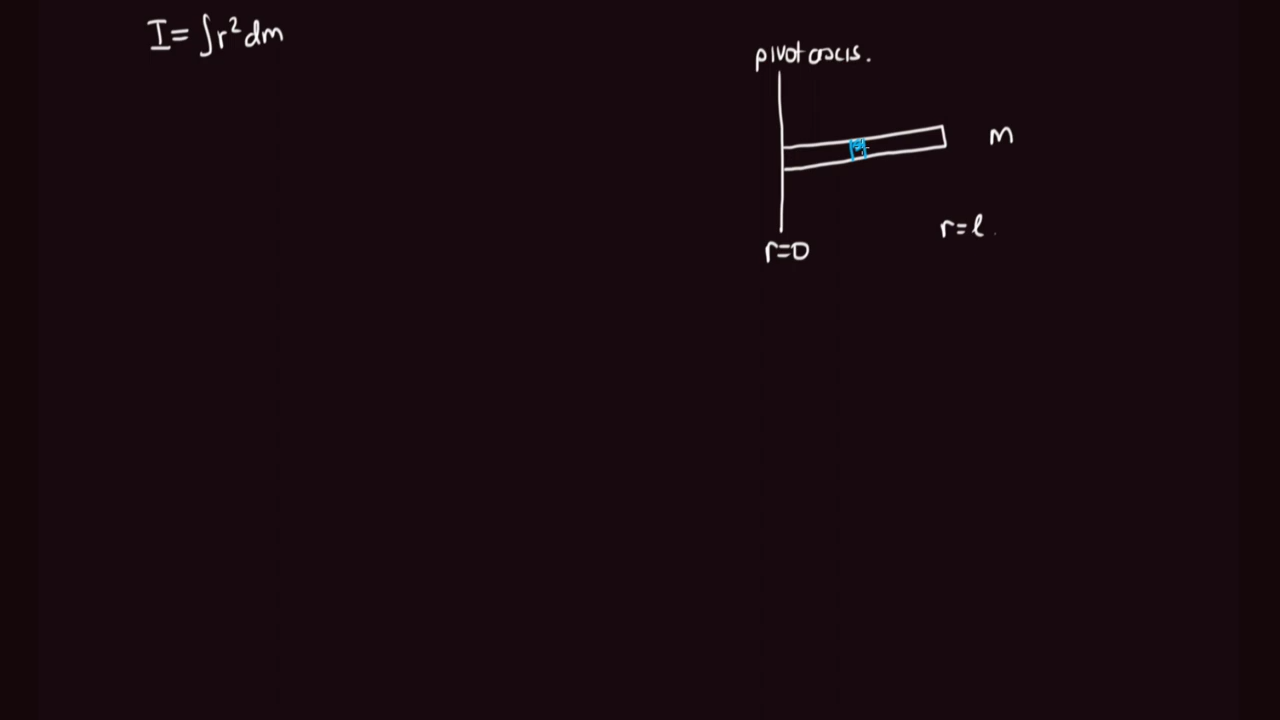 I = ∫r²dm
pivot axis.
m
r=l.
r=0